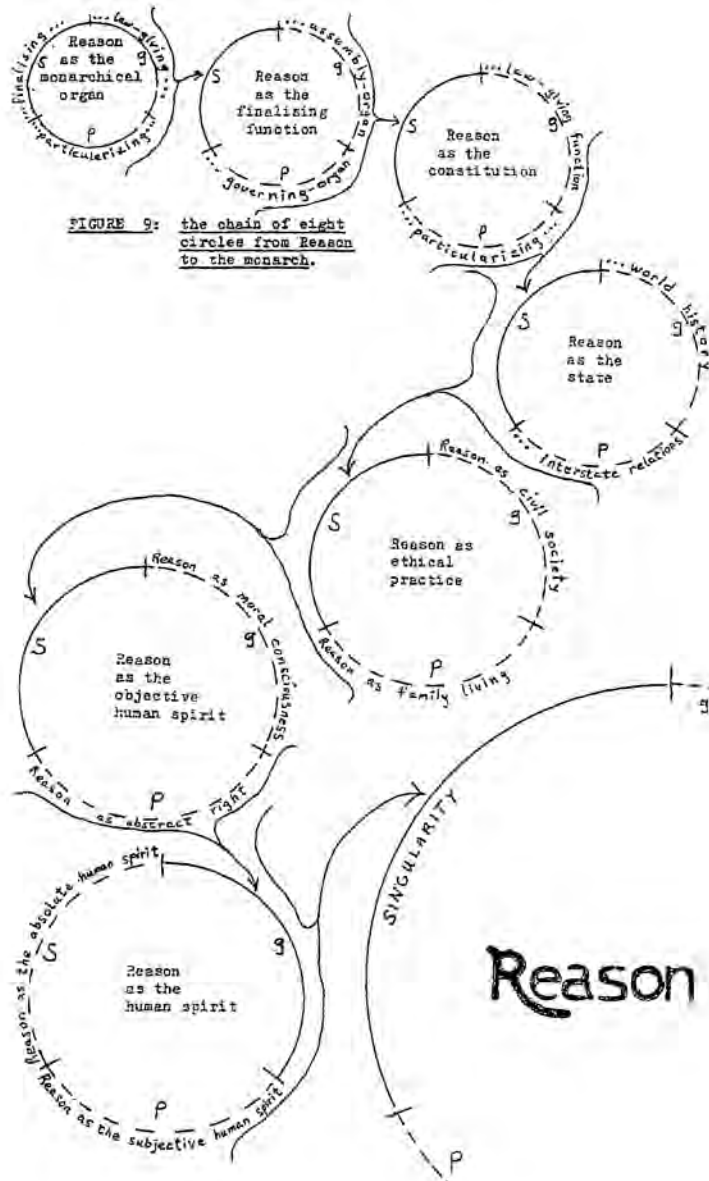 ...finalising...
...law-giving...
S
g
Reason
as the
monarchical
organ
P
...particularizing...
...assembly-organ
S
g
Reason
as the
finalising
function
P
...governing-organ
...law-giving function
S
g
Reason
as the
constitution
P
...particularizing...
FIGURE 9: the chain of eight
circles from Reason
to the monarch.
...world history
S
g
Reason
as the
state
P
...interstate relations
Reason as civil society
S
g
Reason as
ethical
practice
P
Reason as family living
Reason as moral consciousness
S
g
Reason
as the
objective
human spirit
P
Reason as abstract right
Reason as the absolute human spirit
S
g
Reason
as the
human spirit
P
Reason as the subjective human spirit
SINGULARITY
g
Reason
P